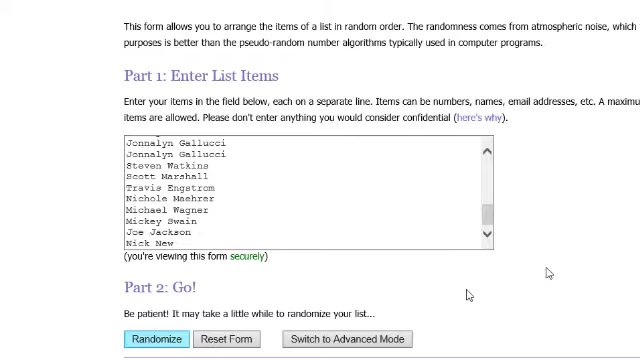 This form allows you to arrange the items of a list in random order. The randomness comes from atmospheric noise, which
purposes is better than the pseudo-random number algorithms typically used in computer programs.
Part 1: Enter List Items
Enter your items in the field below, each on a separate line. Items can be numbers, names, email addresses, etc. A maximum
items are allowed. Please don't enter anything you would consider confidential (here's why).
Jonnalyn Gallucci
Jonnalyn Gallucci
Steven Watkins
Scott Marshall
Travis Engstrom
Nichole Maehrer
Michael Wagner
Mickey Swain
Joe Jackson
Nick New
(you're viewing this form securely)
Part 2: Go!
Be patient! It may take a little while to randomize your list...
Randomize Reset Form Switch to Advanced Mode